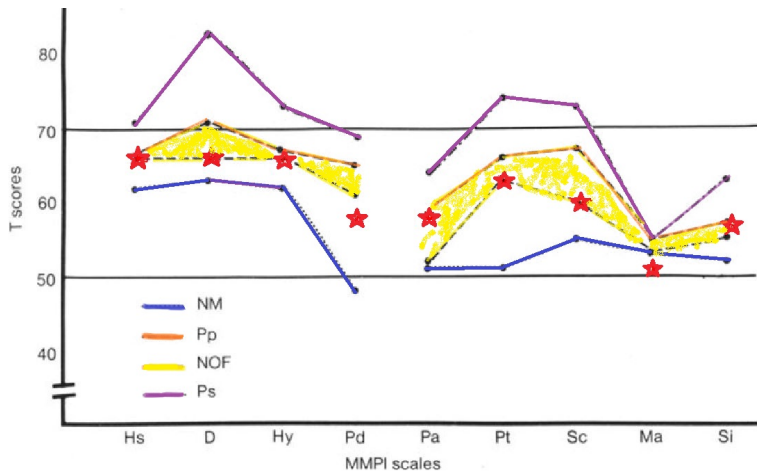 80
70
60
50
40
T scores
NM
Pp
NOF
Ps
Hs D Hy Pd Pa Pt Sc Ma Si
MMPI scales